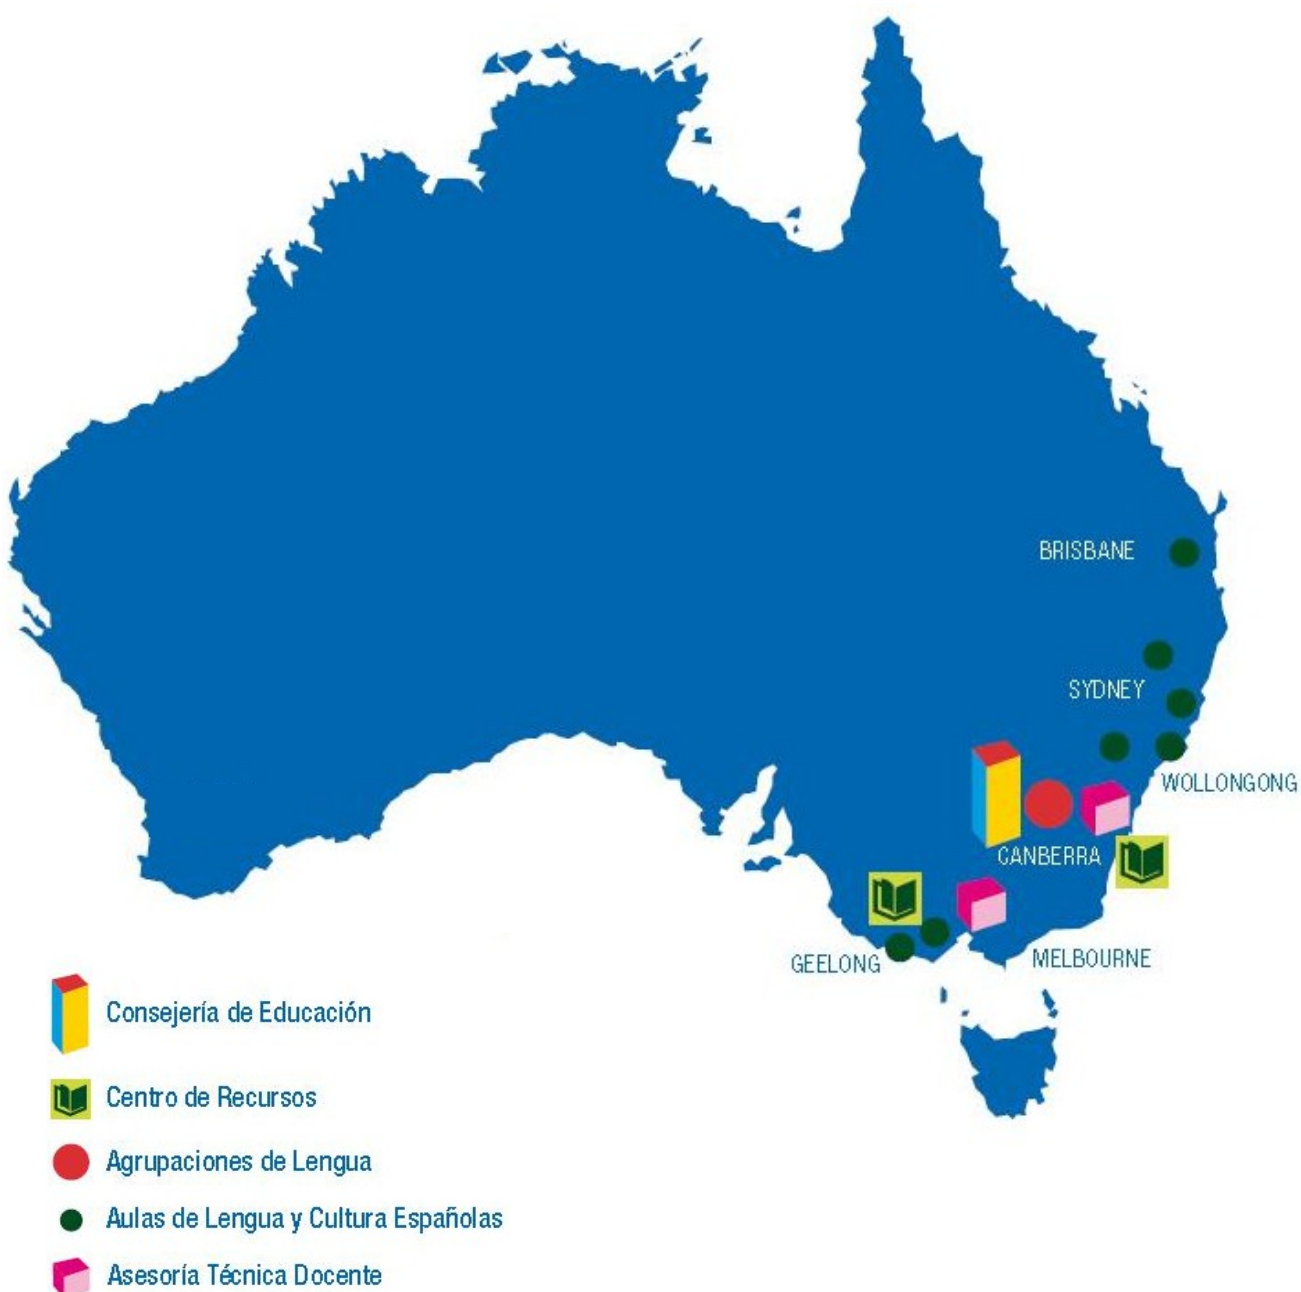 BRISBANE
SYDNEY
WOLLONGONG
CANBERRA
GEELONG
MELBOURNE
Consejería de Educación
Centro de Recursos
Agrupaciones de Lengua
Aulas de Lengua y Cultura Españolas
Asesoría Técnica Docente